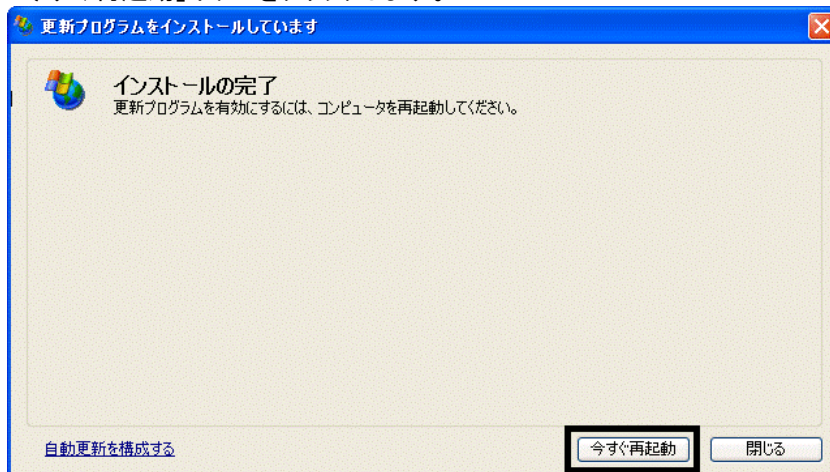 更新プログラムをインストールしています
インストールの完了
更新プログラムを有効にするには、コンピュータを再起動してください。
自動更新を構成する
今すぐ再起動
閉じる